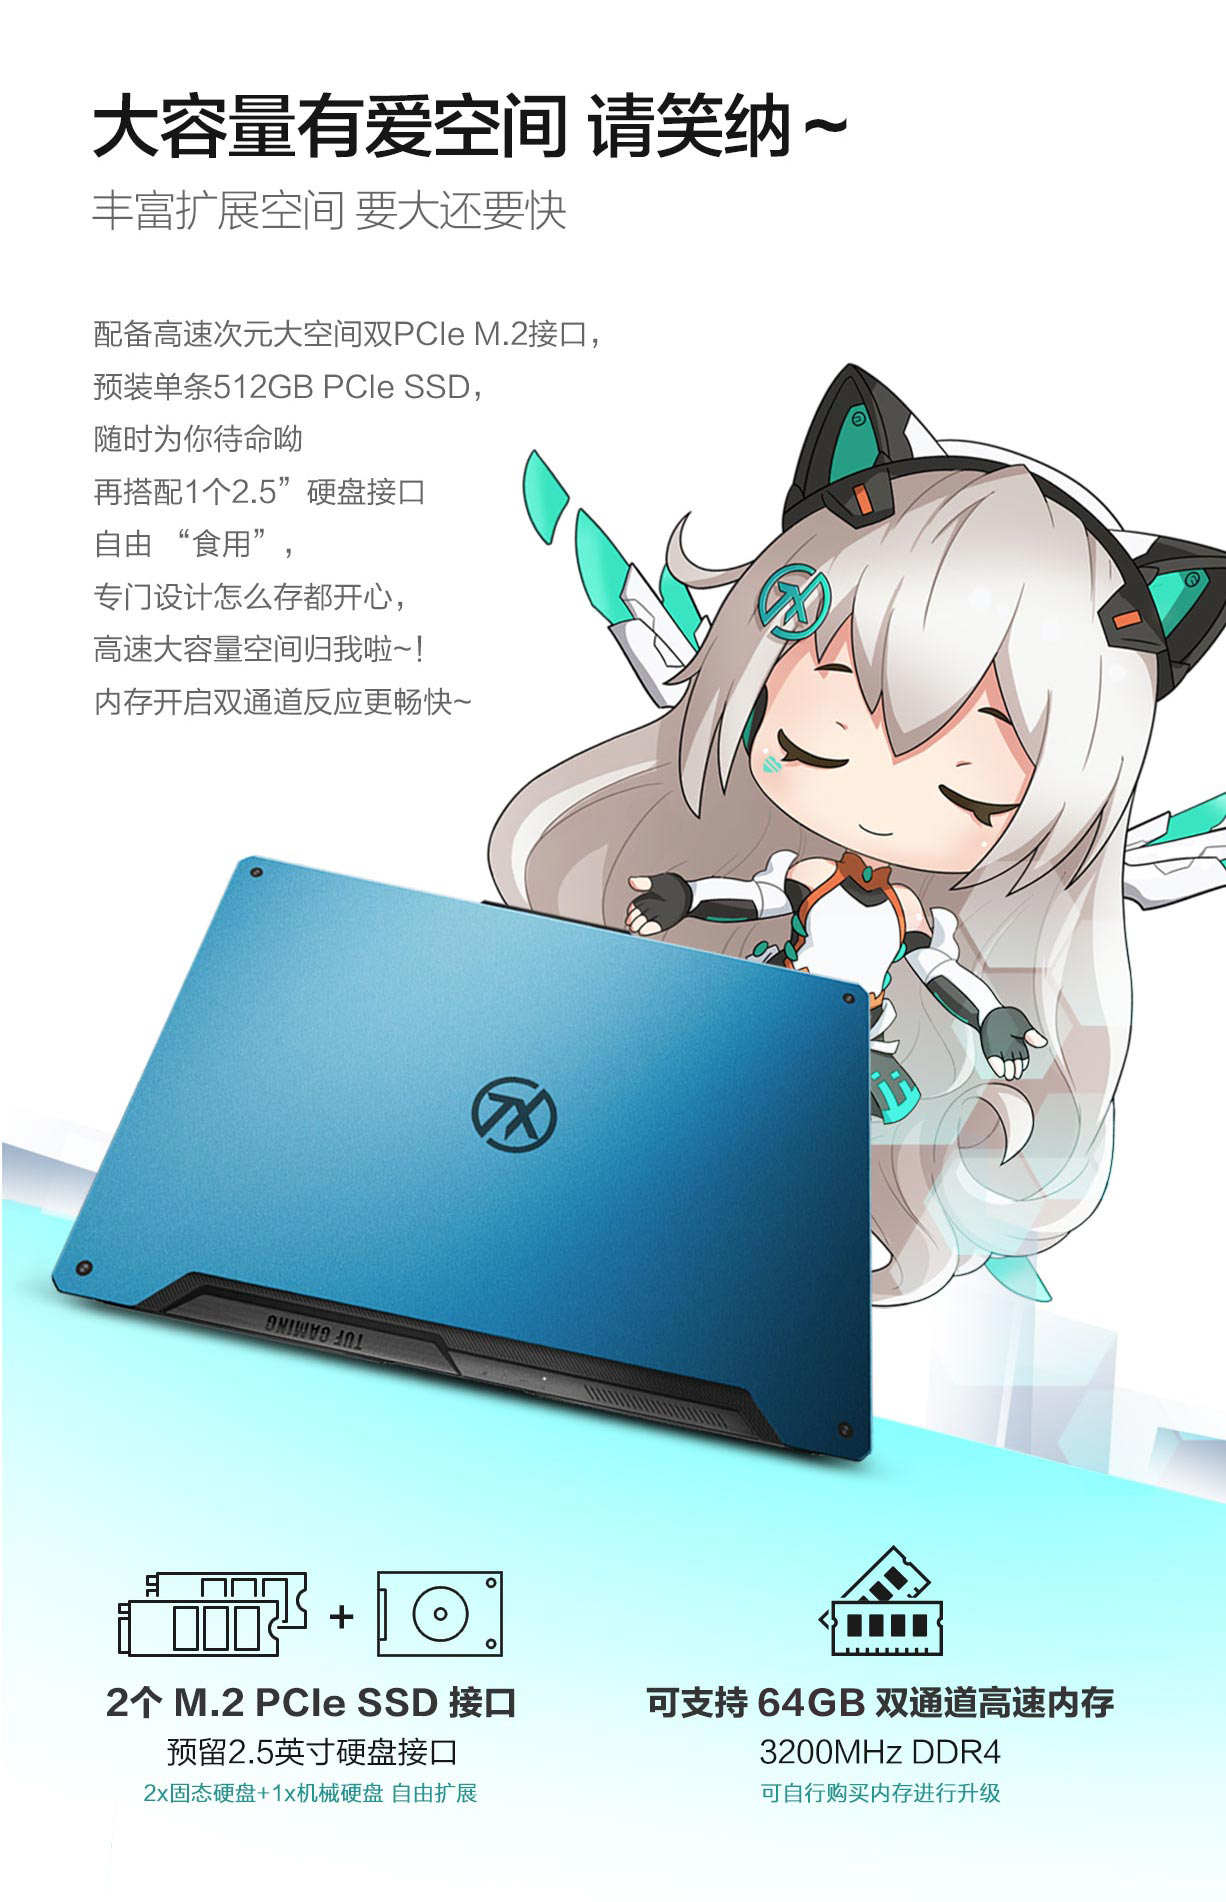 大容量有爱空间 请笑纳~
丰富扩展空间 要大还要快
配备高速次元大空间双PCIe M.2接口，
预装单条512GB PCIe SSD，
随时为你待命呦
再搭配1个2.5”硬盘接口
自由 “食用”，
专门设计怎么存都开心，
高速大容量空间归我啦~！
内存开启双通道反应更畅快~
TX
TX
TUF GAMING
2个 M.2 PCIe SSD 接口
预留2.5英寸硬盘接口
2x固态硬盘+1x机械硬盘 自由扩展
可支持 64GB 双通道高速内存
3200MHz DDR4
可自行购买内存进行升级